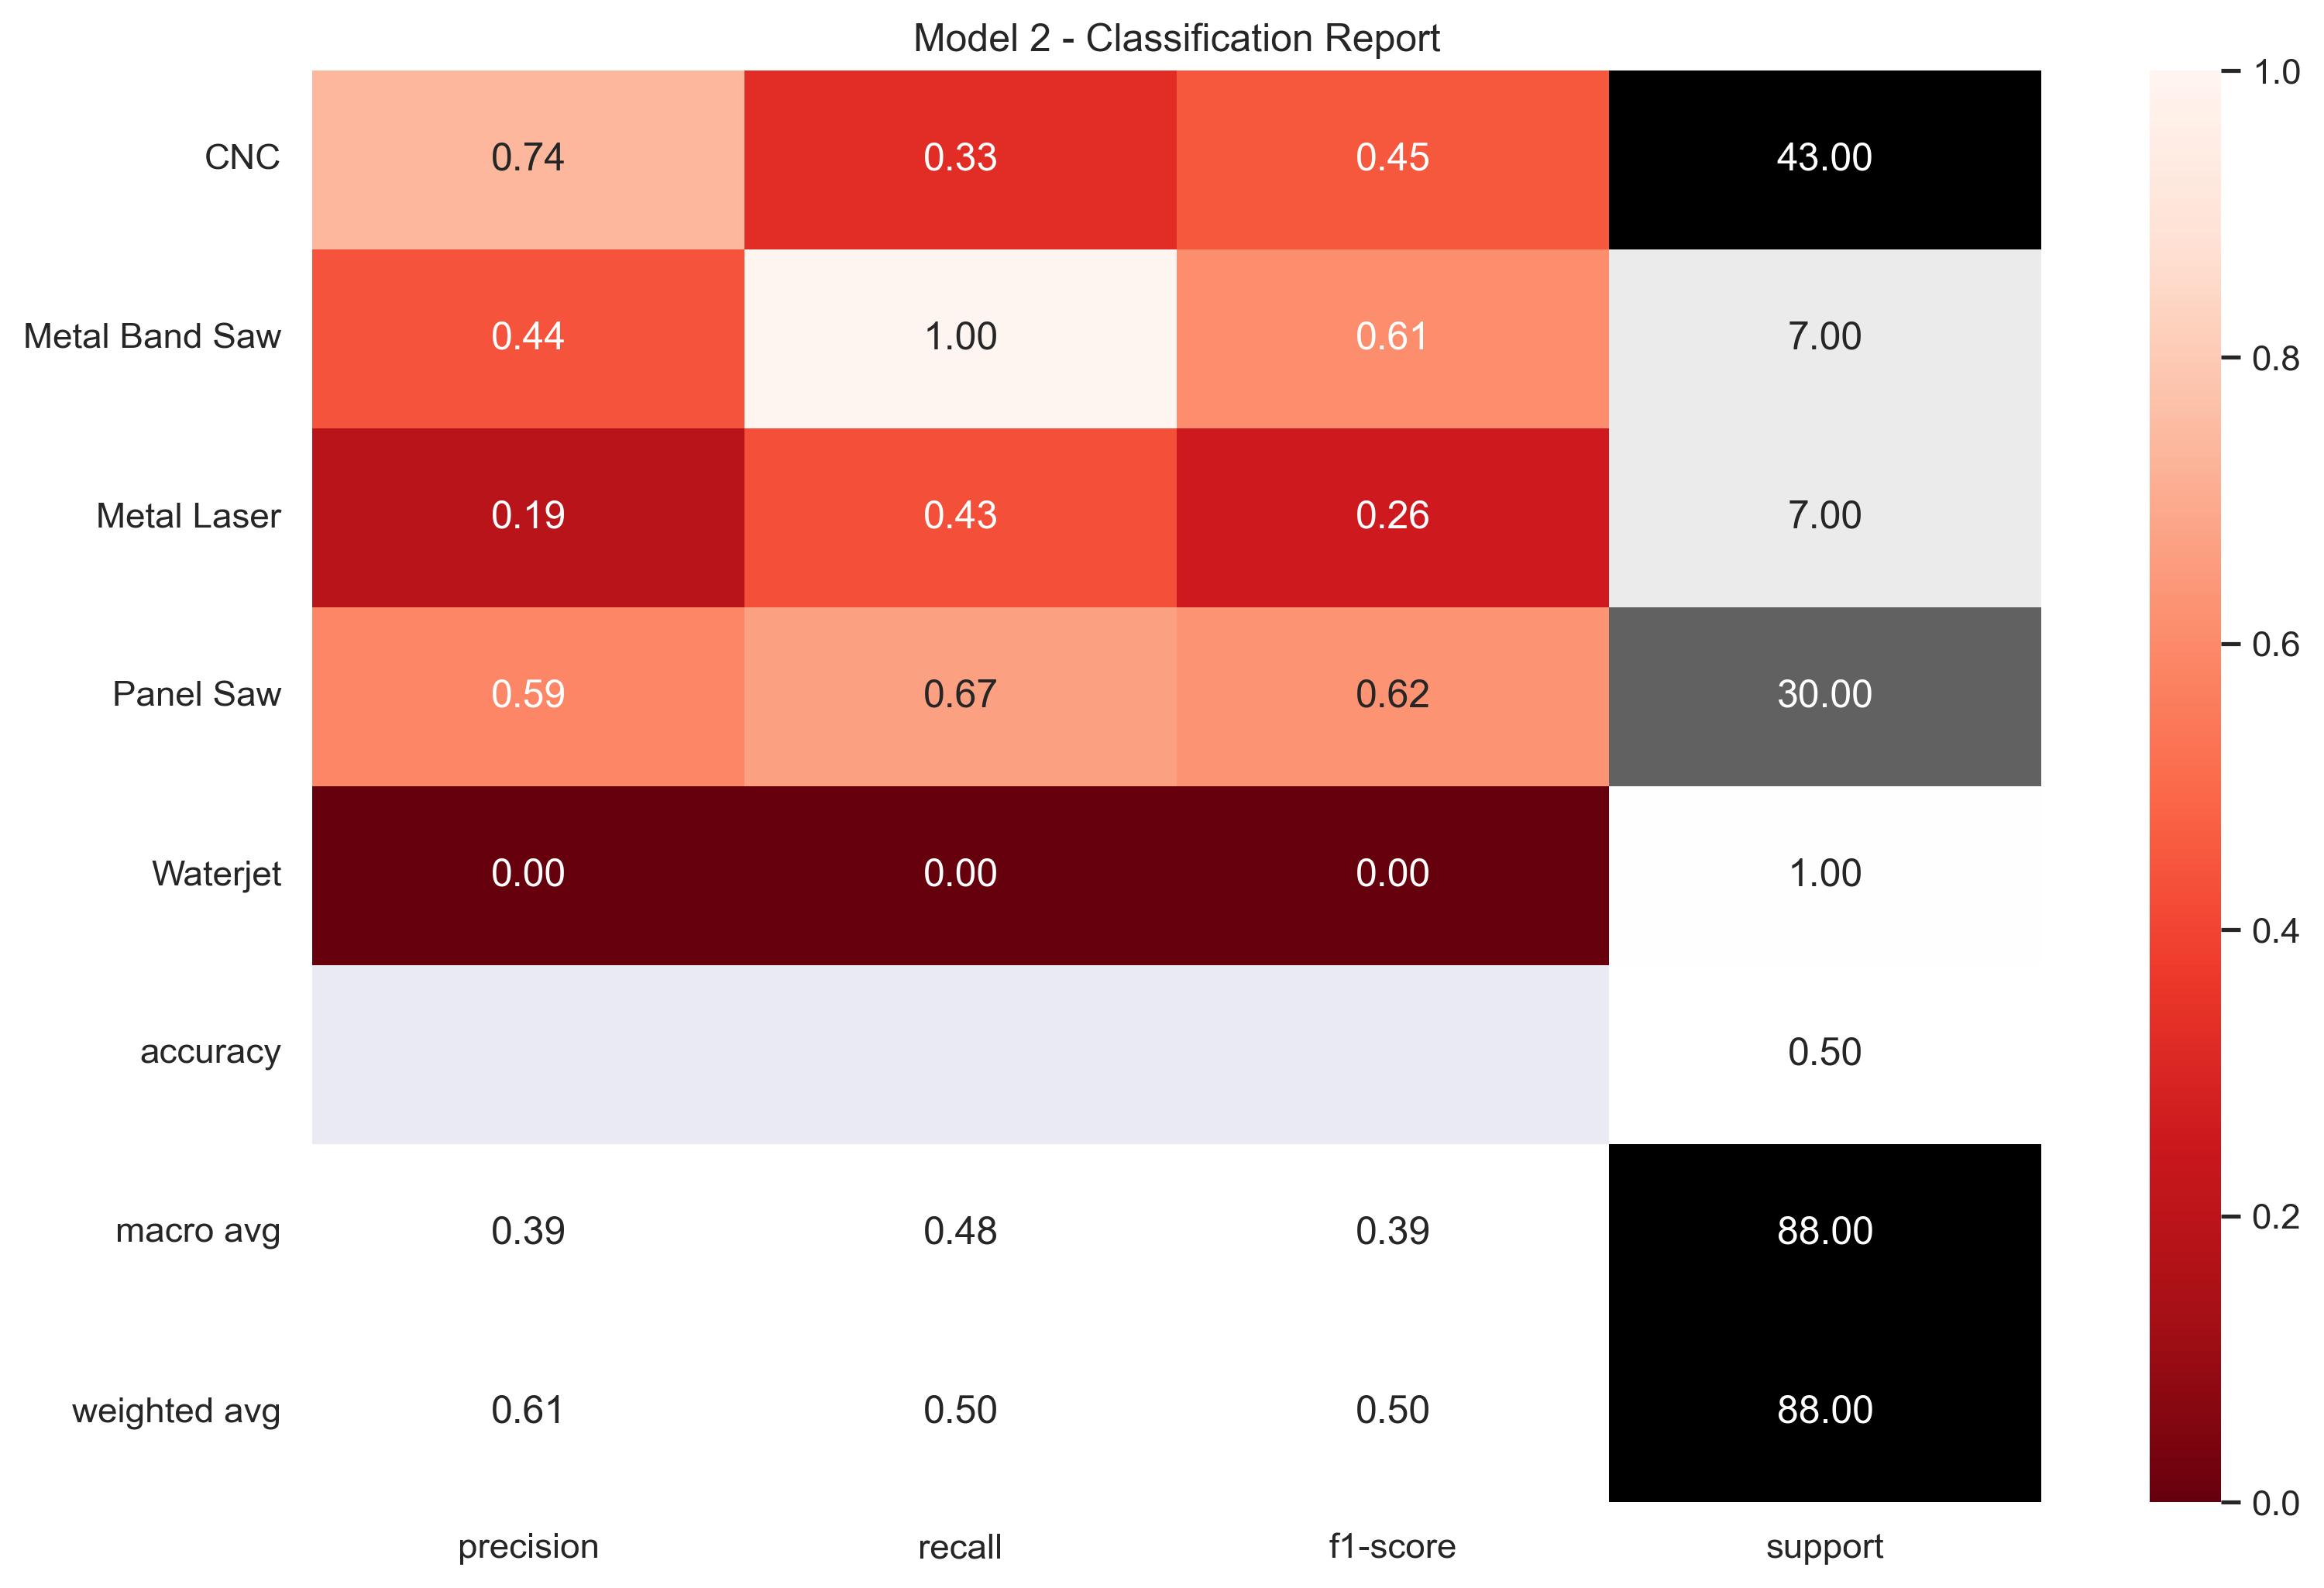 Model 2 - Classification Report
CNC 0.74 0.33 0.45 43.00
Metal Band Saw 0.44 1.00 0.61 7.00
Metal Laser 0.19 0.43 0.26 7.00
Panel Saw 0.59 0.67 0.62 30.00
Waterjet 0.00 0.00 0.00 1.00
accuracy 0.50
macro avg 0.39 0.48 0.39 88.00
weighted avg 0.61 0.50 0.50 88.00
precision recall f1-score support
1.0
0.8
0.6
0.4
0.2
0.0